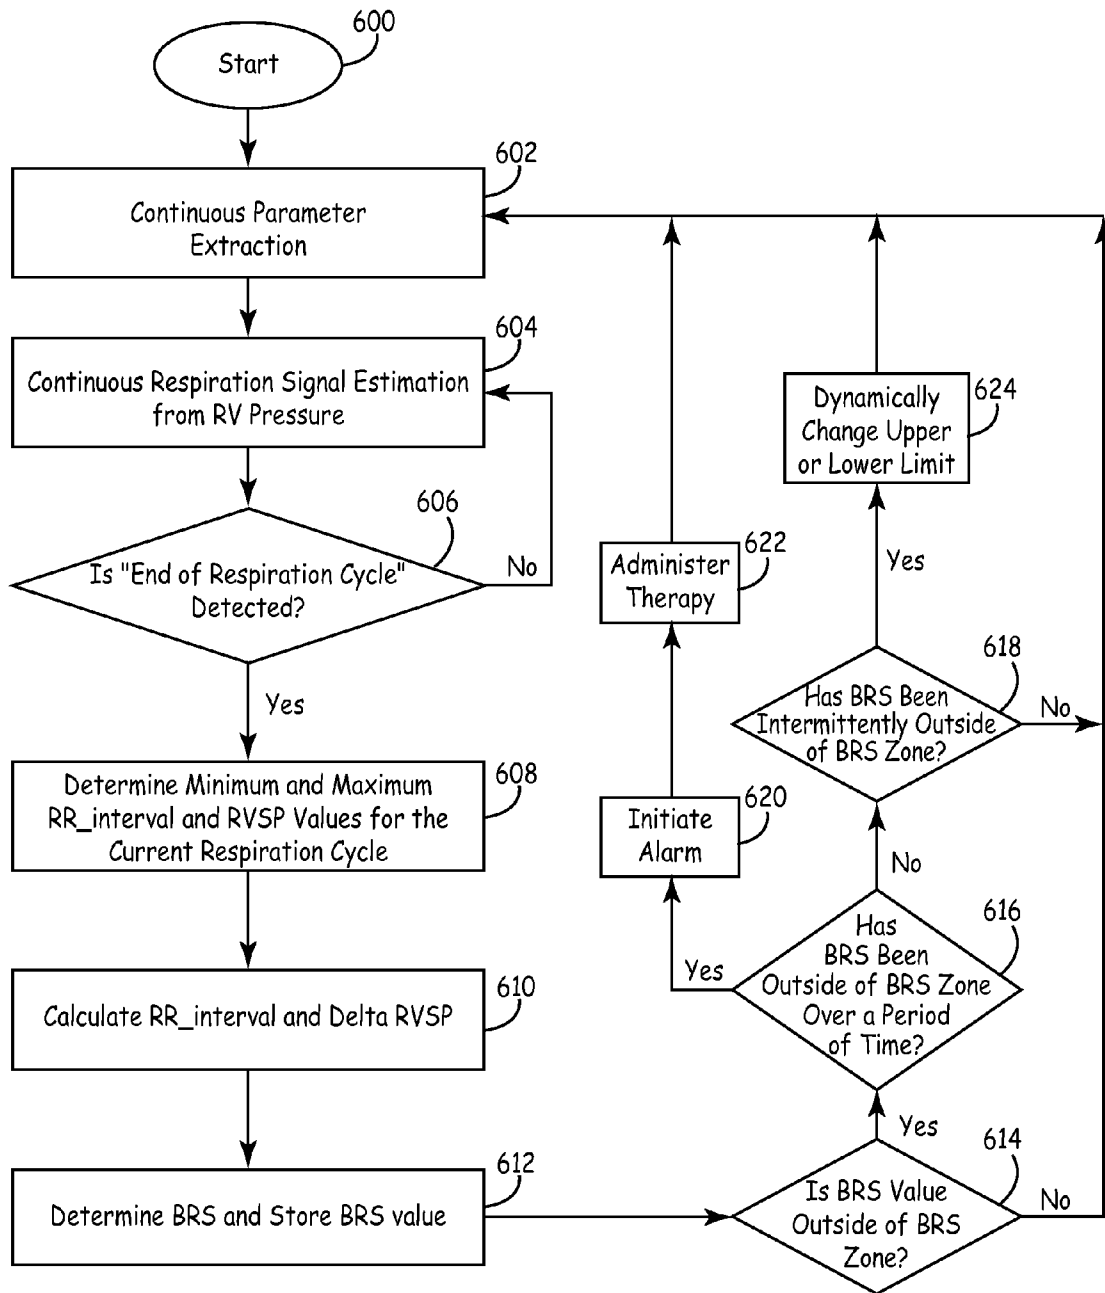 600
Start
602
Continuous Parameter
Extraction
604
Continuous Respiration Signal Estimation
from RV Pressure
606
Is "End of Respiration Cycle"
Detected?
No
Yes
608
Determine Minimum and Maximum
RR_interval and RVSP Values for the
Current Respiration Cycle
610
Calculate RR_interval and Delta RVSP
612
Determine BRS and Store BRS value
614
Is BRS Value
Outside of BRS
Zone?
No
Yes
616
Has
BRS Been
Outside of BRS Zone
Over a Period
of Time?
Yes
No
618
Has BRS Been
Intermittently Outside
of BRS Zone?
No
Yes
620
Initiate
Alarm
622
Administer
Therapy
624
Dynamically
Change Upper
or Lower Limit